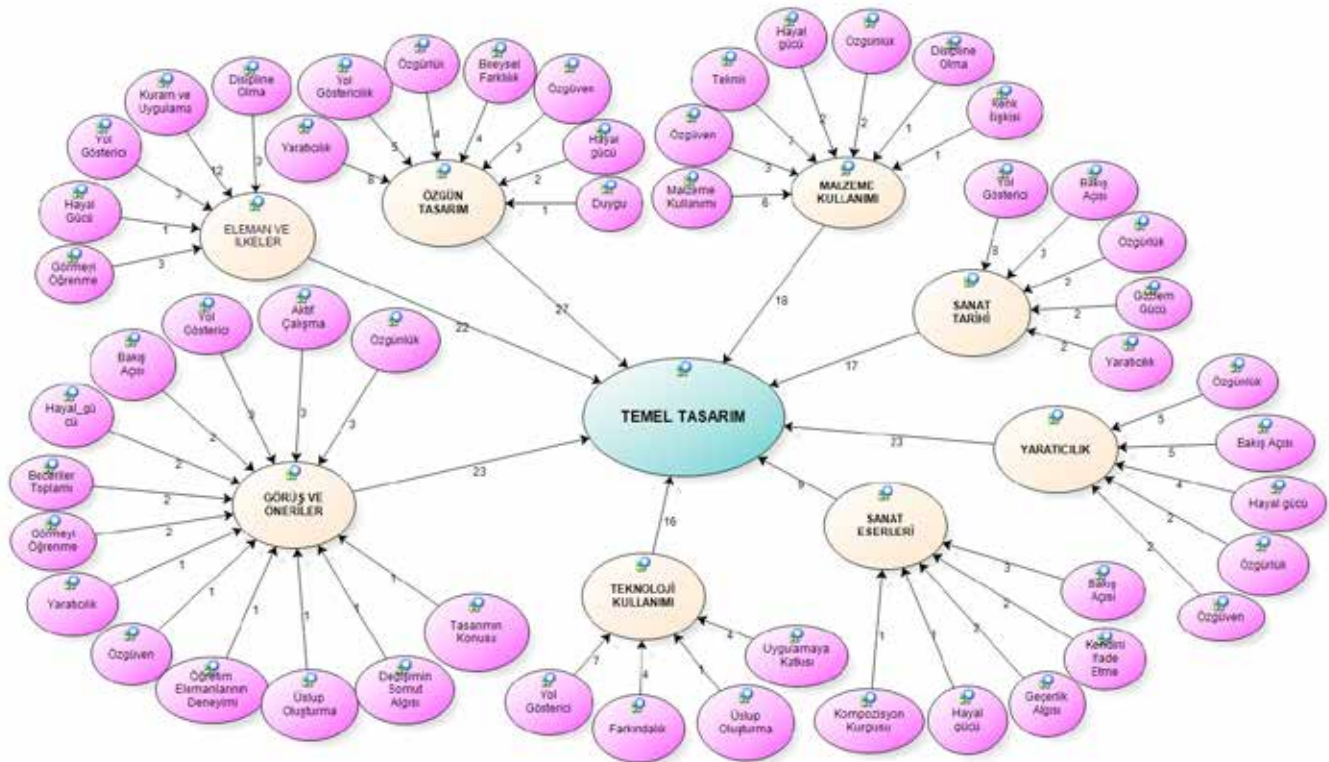 Hayal
gücü
Özgünlük
Disipline
Olma
Teknik
Renk
İlişkisi
Özgüven
Malzeme
Kullanımı
7
2
2
1
1
3
6
MALZEME
KULLANIMI
18
Özgürlük
Bireysel
Farklılık
Yol
Göstericilik
Özgüven
Yaratıcılık
Hayal
gücü
Duygu
8
5
4
4
3
2
1
ÖZGÜN
TASARIM
27
Disipline
Olma
Kuram ve
Uygulama
Yol
Gösterici
Hayal
Gücü
Görmeyi
Öğrenme
3
12
3
1
3
ELEMAN VE
İLKELER
22
Yol
Gösterici
Bakış
Açısı
Özgürlük
Gözlem
Gücü
Yaratıcılık
8
3
2
2
2
SANAT
TARİHİ
17
TEMEL TASARIM
Özgünlük
Bakış Açısı
Hayal gücü
Özgürlük
Özgüven
5
5
4
2
2
YARATICILIK
23
Aktif
Çalışma
Yol
Gösterici
Özgünlük
Bakış
Açısı
Hayal_gü
cü
Beceriler
Toplamı
Görmeyi
Öğrenme
Yaratıcılık
Özgüven
Öğretim
Elemanlarının
Deneyimi
Üslup
Oluşturma
Değişimin
Somut
Algısı
Tasarımın
Konusu
3
3
3
2
2
2
2
1
1
1
1
1
1
GÖRÜŞ VE
ÖNERİLER
23
TEKNOLOJİ
KULLANIMI
16
7
4
1
4
Yol
Gösterici
Farkındalık
Üslup
Oluşturma
Uygulamaya
Katkısı
SANAT
ESERLERİ
9
3
2
1
1
Bakış
Açısı
Kendini
İfade
Etme
Geçerlik
Algısı
Hayal
gücü
Kompozisyon
Kurgusu